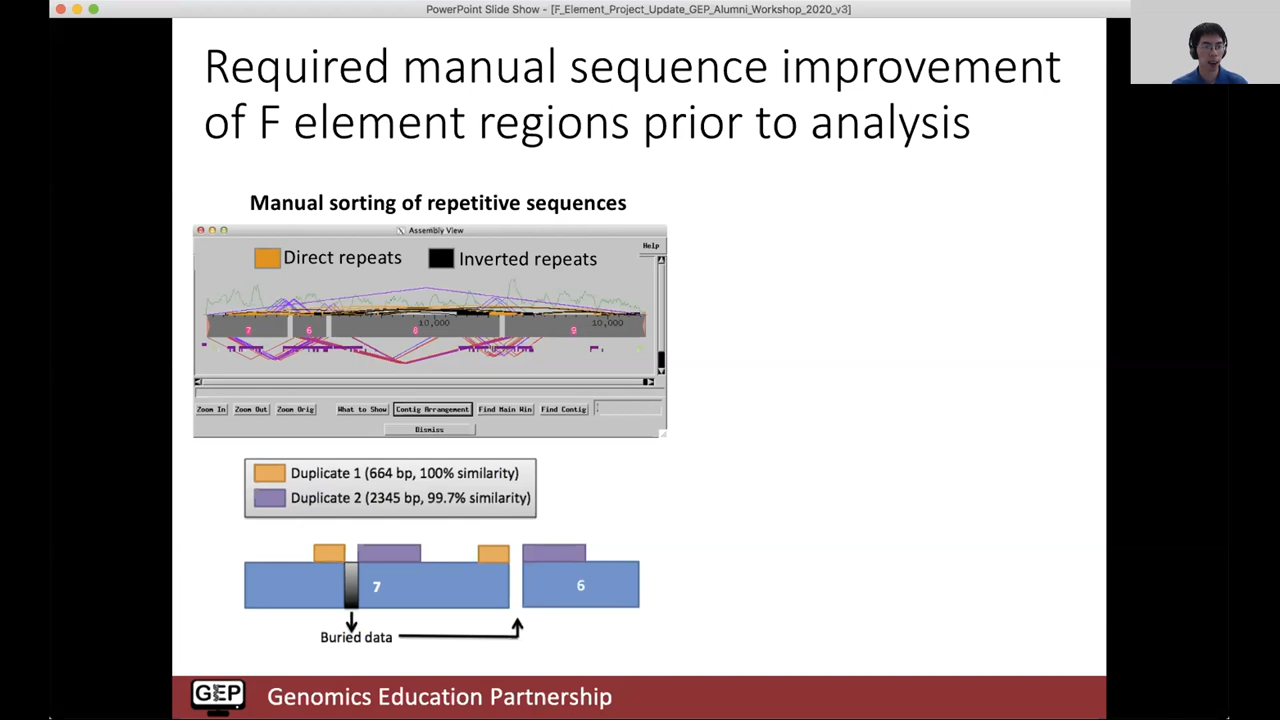 PowerPoint Slide Show - [F_Element_Project_Update_GEP_Alumni_Workshop_2020_v3]
Required manual sequence improvement
of F element regions prior to analysis
Manual sorting of repetitive sequences
Assembly View
Help
Direct repeats
Inverted repeats
10,000
10,000
7
6
8
9
Zoom In
Zoom Out
Zoom Orig
What to Show
Contig Arrangement
Find Main Win
Find Contig
Dismiss
Duplicate 1 (664 bp, 100% similarity)
Duplicate 2 (2345 bp, 99.7% similarity)
7
6
Buried data
GEP
Genomics Education Partnership